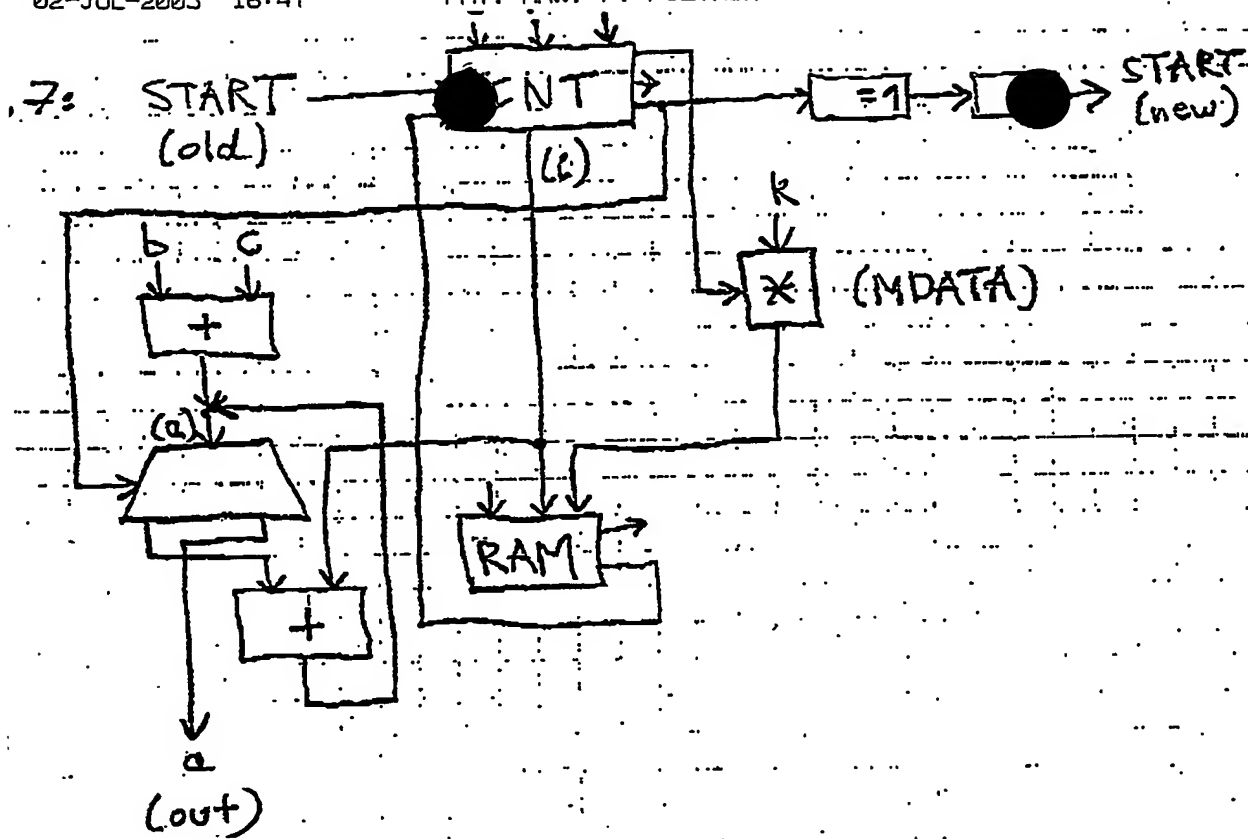 02-JUL-2003 16:41
,7: START
(old)
NT
=1
START
(new)
(i)
k
b c
+
*
(MDATA)
(a)
RAM
+
a
(out)